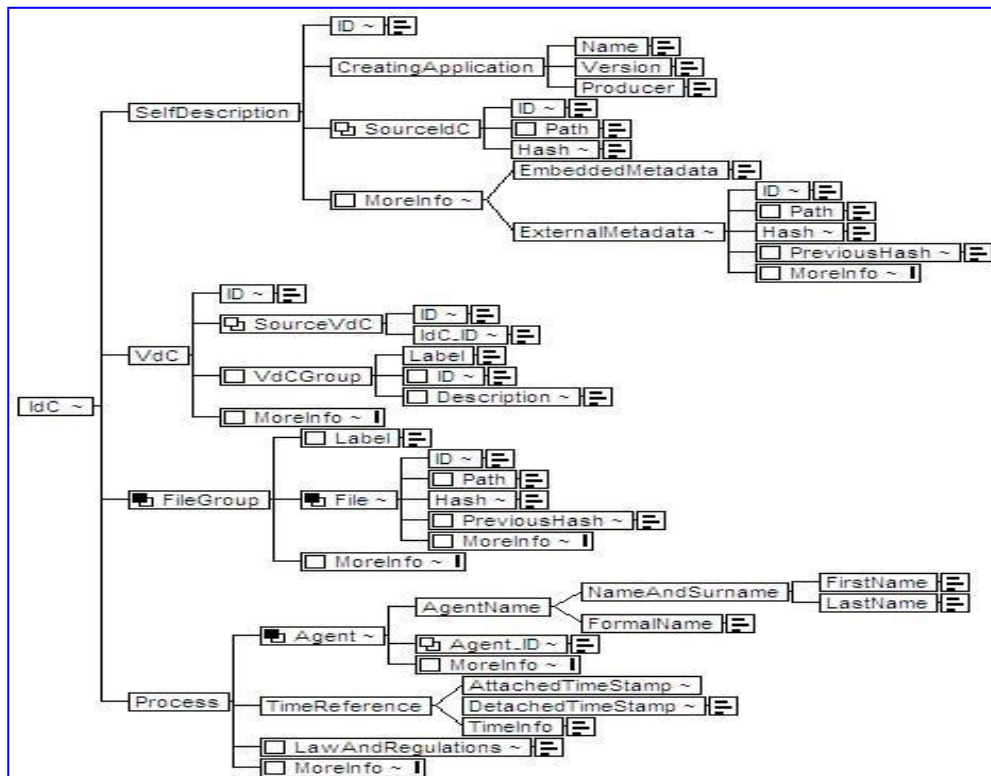 ID ~
CreatingApplication
Name
Version
Producer
SelfDescription
SourceIdC
ID ~
Path
Hash ~
MoreInfo ~
EmbeddedMetadata
ExternalMetadata ~
ID ~
Path
Hash ~
PreviousHash ~
MoreInfo ~
VdC
ID ~
SourceVdC
ID ~
IdC_ID ~
VdCGroup
Label
ID ~
Description ~
MoreInfo ~
IdC ~
FileGroup
Label
File ~
ID ~
Path
Hash ~
PreviousHash ~
MoreInfo ~
MoreInfo ~
Process
Agent ~
AgentName
NameAndSurname
FirstName
LastName
FormalName
Agent_ID ~
MoreInfo ~
TimeReference
AttachedTimeStamp ~
DetachedTimeStamp ~
TimeInfo
LawAndRegulations ~
MoreInfo ~